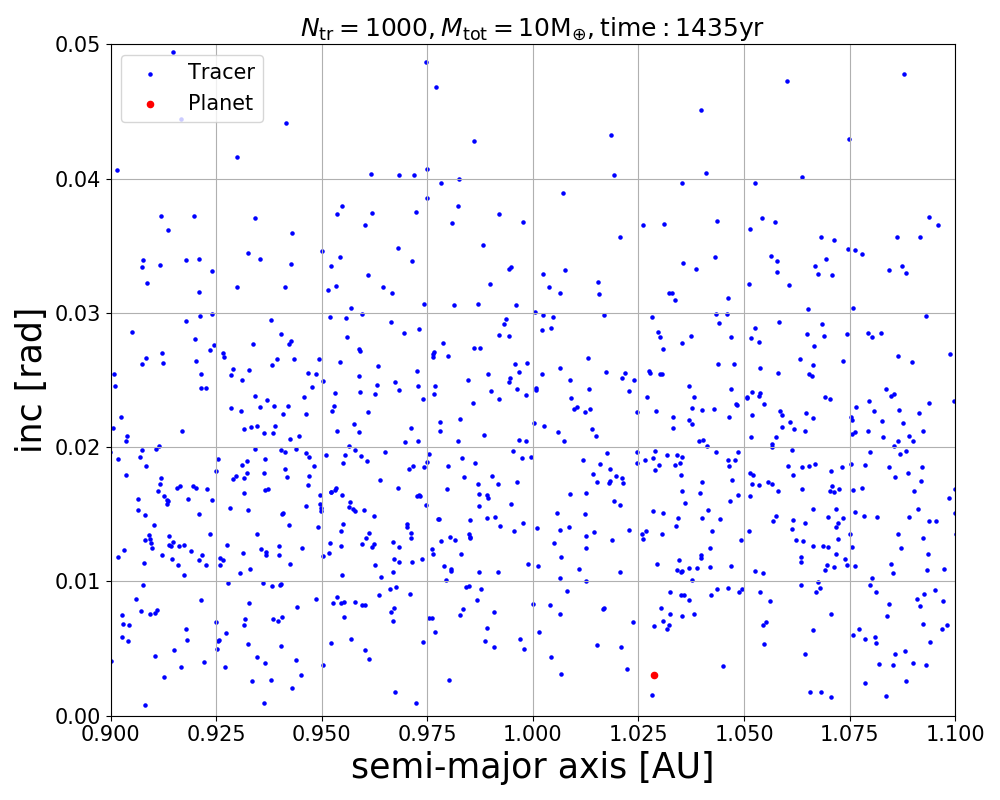 N_tr = 1000, M_tot = 10M_⊕, time : 1435yr
0.05
Tracer
Planet
0.04
0.03
inc [rad]
0.02
0.01
0.00
0.900 0.925 0.950 0.975 1.000 1.025 1.050 1.075 1.100
semi-major axis [AU]